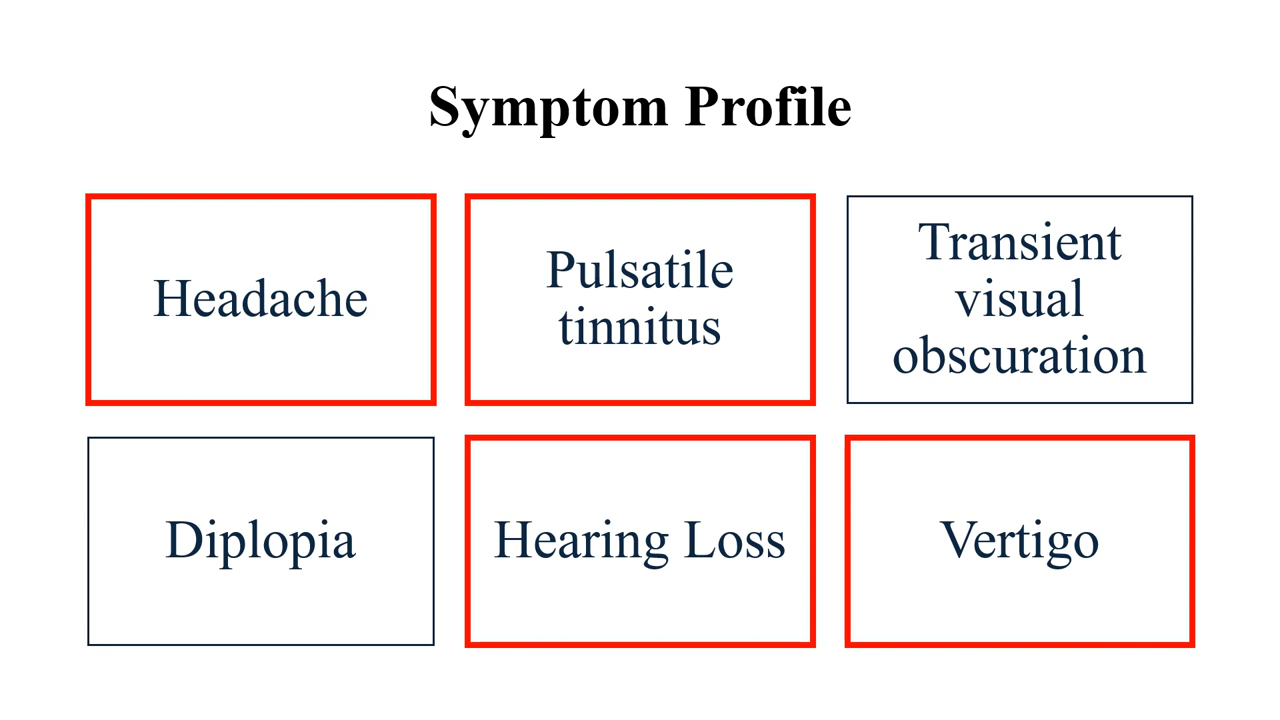 Symptom Profile
Headache
Pulsatile
tinnitus
Transient
visual
obscuration
Diplopia
Hearing Loss
Vertigo